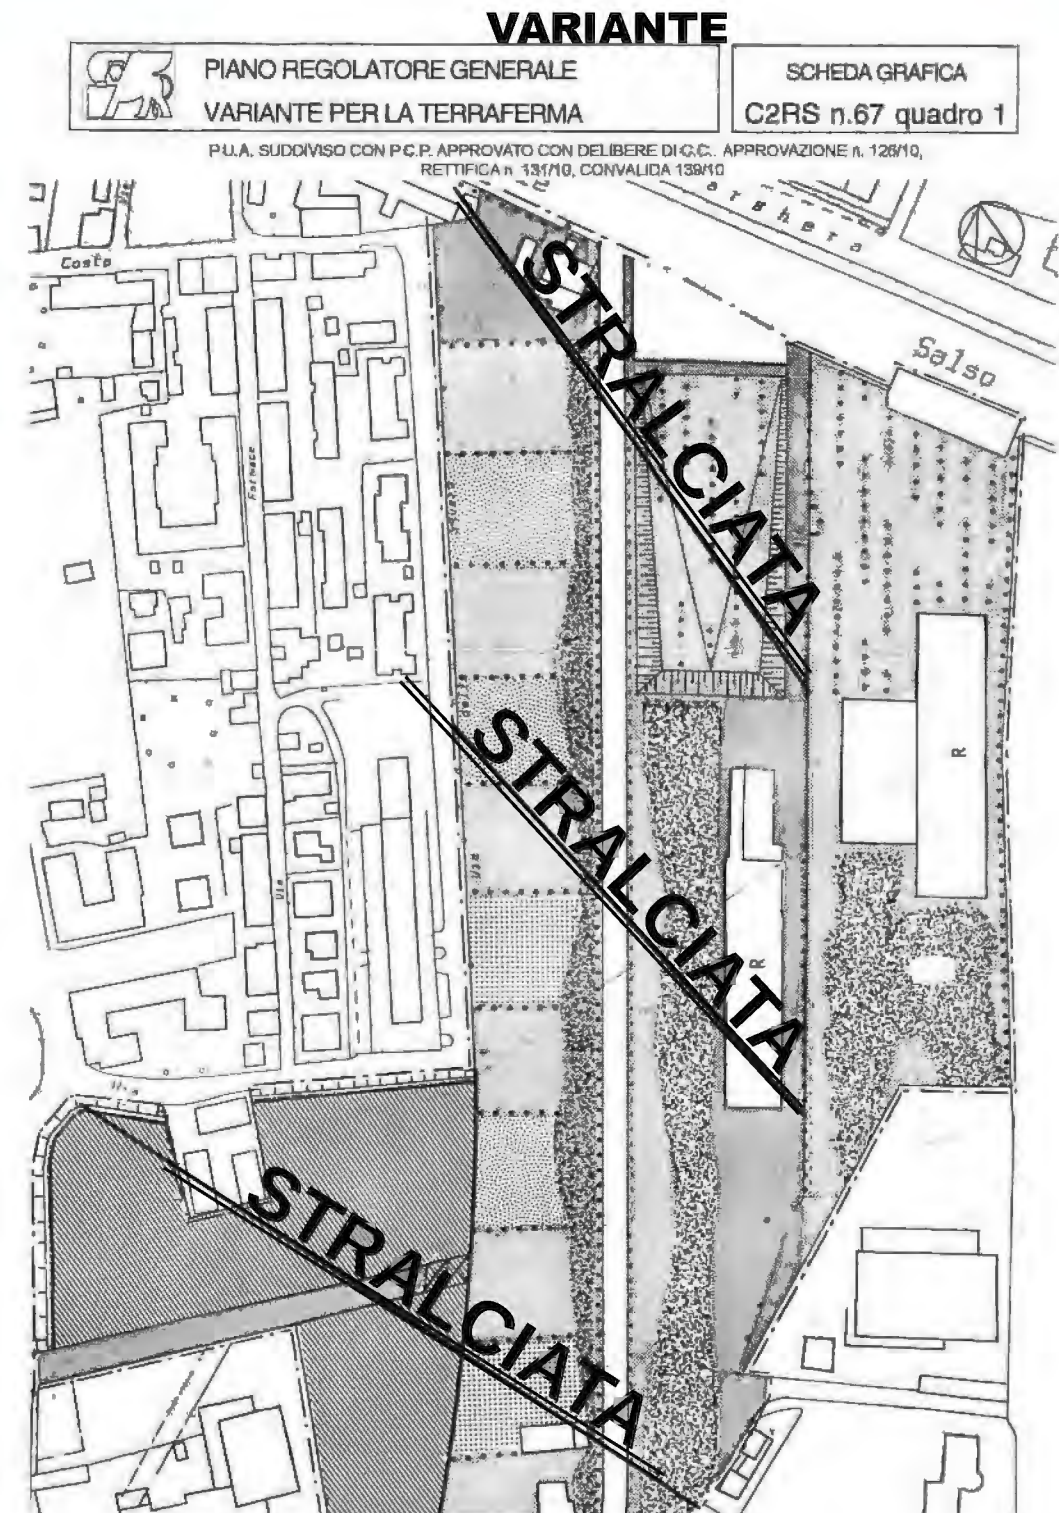 VARIANTE
PIANO REGOLATORE GENERALE
VARIANTE PER LA TERRAFERMA
SCHEDA GRAFICA
C2RS n.67 quadro 1
P.U.A. SUDDIVISO CON P.C.P. APPROVATO CON DELIBERE DI C.C. APPROVAZIONE n. 126/10,
RETTIFICA n. 131/10, CONVALIDA 139/10
Costa
Salso
STRALCIATA
Fornace
STRALCIATA
R
Via
R
STRALCIATA